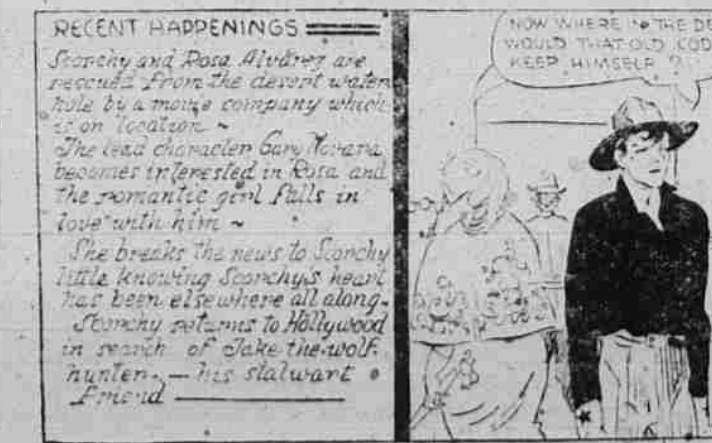 RECENT HAPPENINGS
Scorchy and Rosa Alvarez are
rescued from the desert water
hole by a movie company which
is on location ~
The lead character Gary
becomes interested in Rosa and
the romantic girl falls in
love with him ~
She breaks the news to Scorchy
little knowing Scorchy's heart
has been elsewhere all along.
Scorchy returns to Hollywood
in search of Jake the wolf
hunter, — his stalwart
friend
NOW WHERE IN THE DE
WOULD THAT OLD COD
KEEP HIMSELF ?